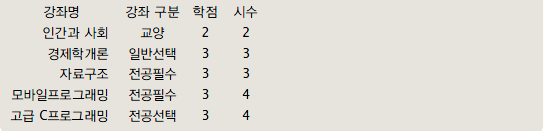 강좌명 강좌 구분 학점 시수
인간과 사회 교양 2 2
경제학개론 일반선택 3 3
자료구조 전공필수 3 3
모바일프로그래밍 전공필수 3 4
고급 C프로그래밍 전공선택 3 4